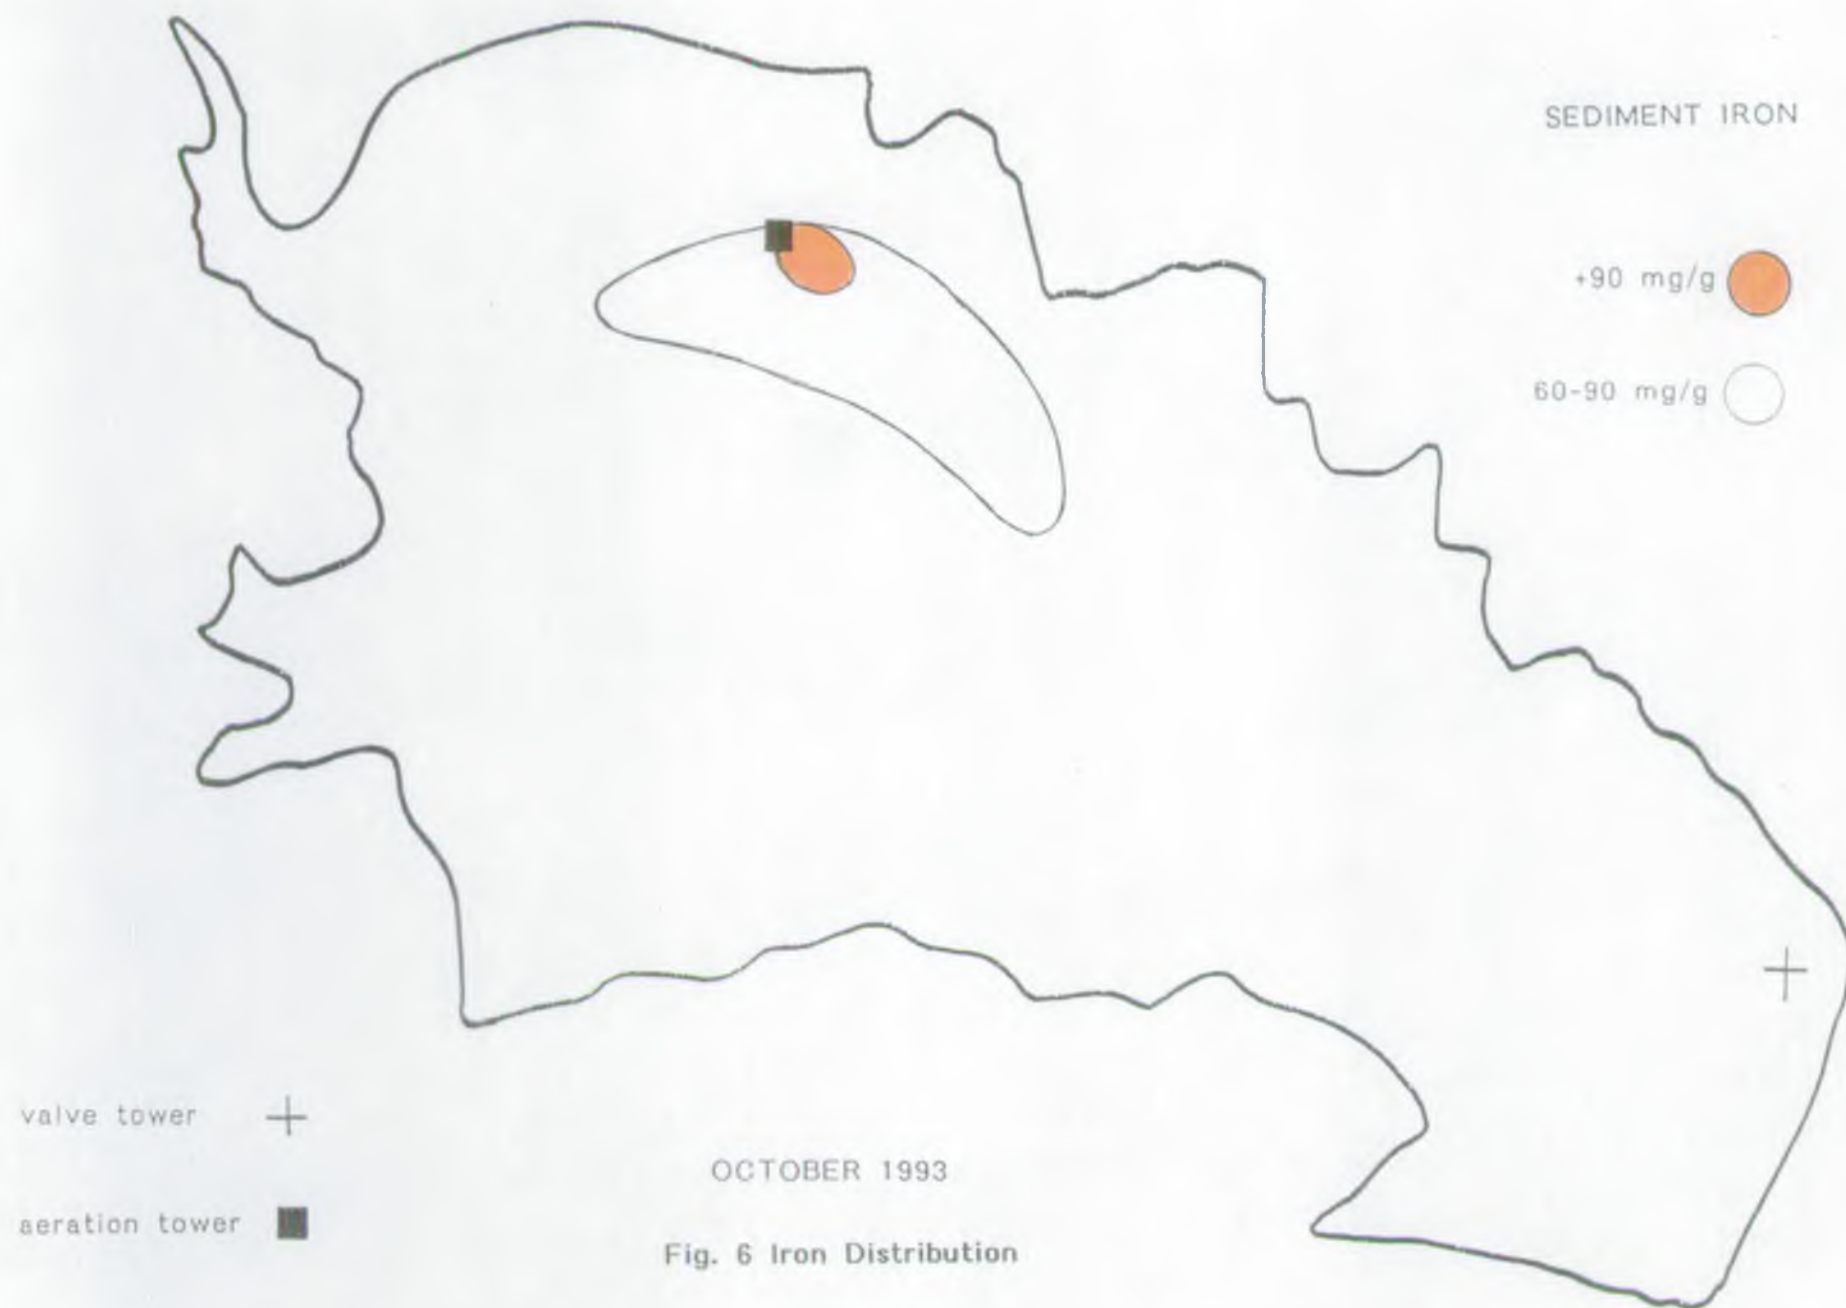 SEDIMENT IRON
+90 mg/g
60-90 mg/g
valve tower
aeration tower
OCTOBER 1993
Fig. 6 Iron Distribution